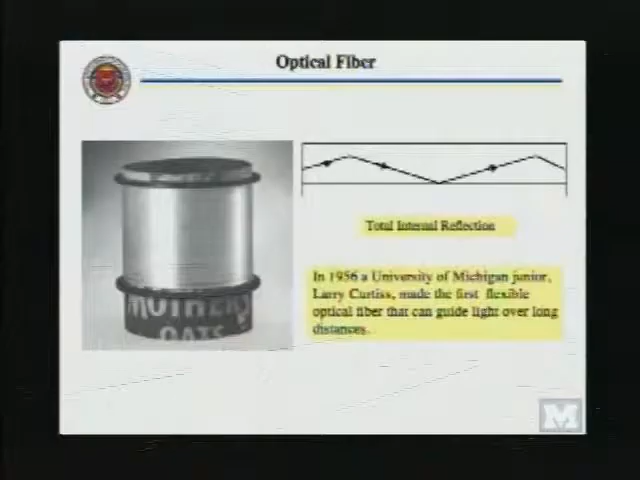 Optical Fiber
Total Internal Reflection
In 1956 a University of Michigan junior,
Larry Curtiss, made the first flexible
optical fiber that can guide light over long
distances.
MOTHER'S
OATS
M